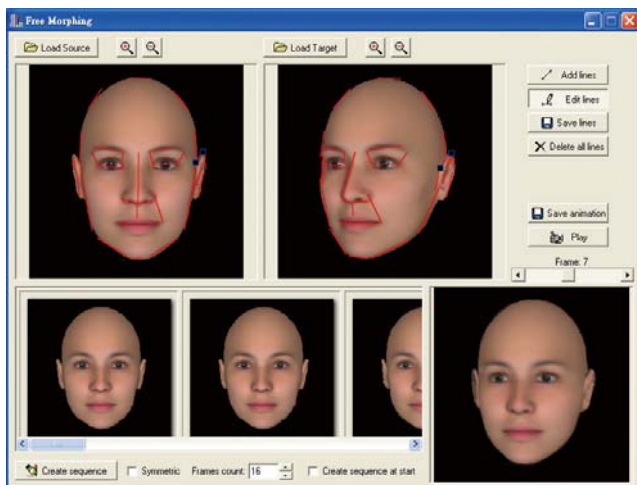 Free Morphing
Load Source
Load Target
Add lines
Edit lines
Save lines
Delete all lines
Save animation
Play
Frame: 7
Create sequence
Symmetric
Frames count: 16
Create sequence at start